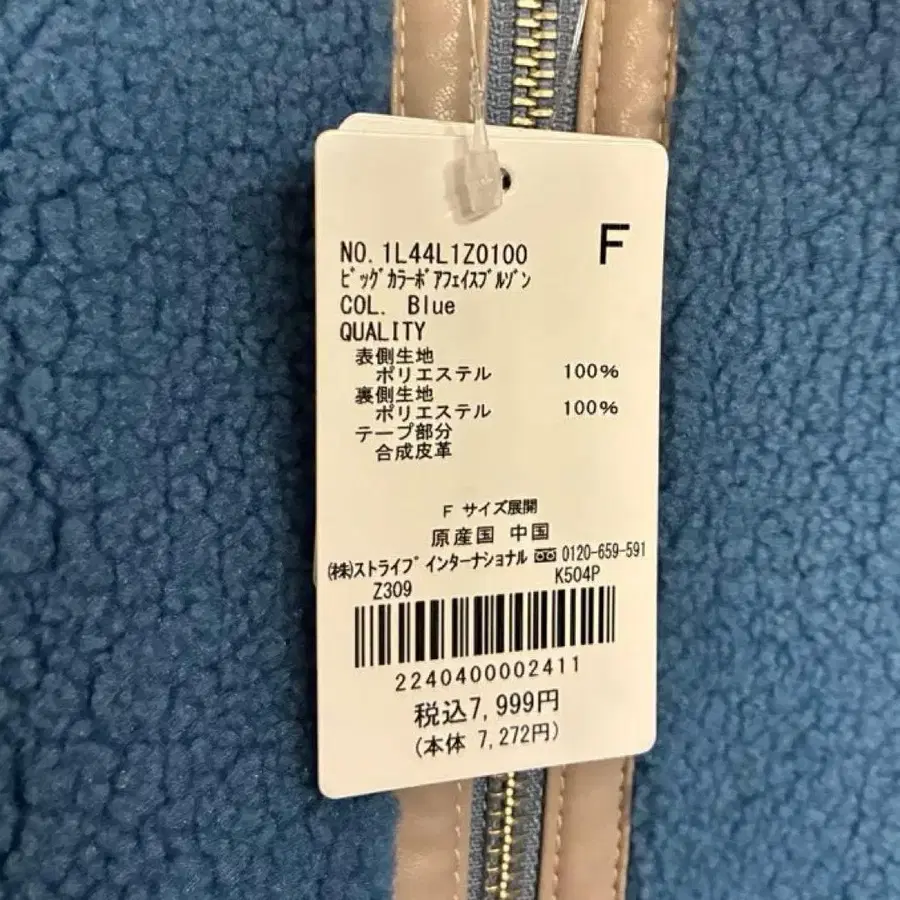 F
NO. 1L44L1Z0100
ﾋﾞｯｸﾞｶﾗｰﾎﾞｱﾌｪｲｽﾌﾞﾙｿﾞﾝ
COL. Blue
QUALITY
表側生地
ポリエステル 100%
裏側生地
ポリエステル 100%
テープ部分
合成皮革
F サイズ展開
原産国 中国
(株)ストライプ インターナショナル 0120-659-591
Z309 K504P
2240400002411
税込7,999円
(本体 7,272円)